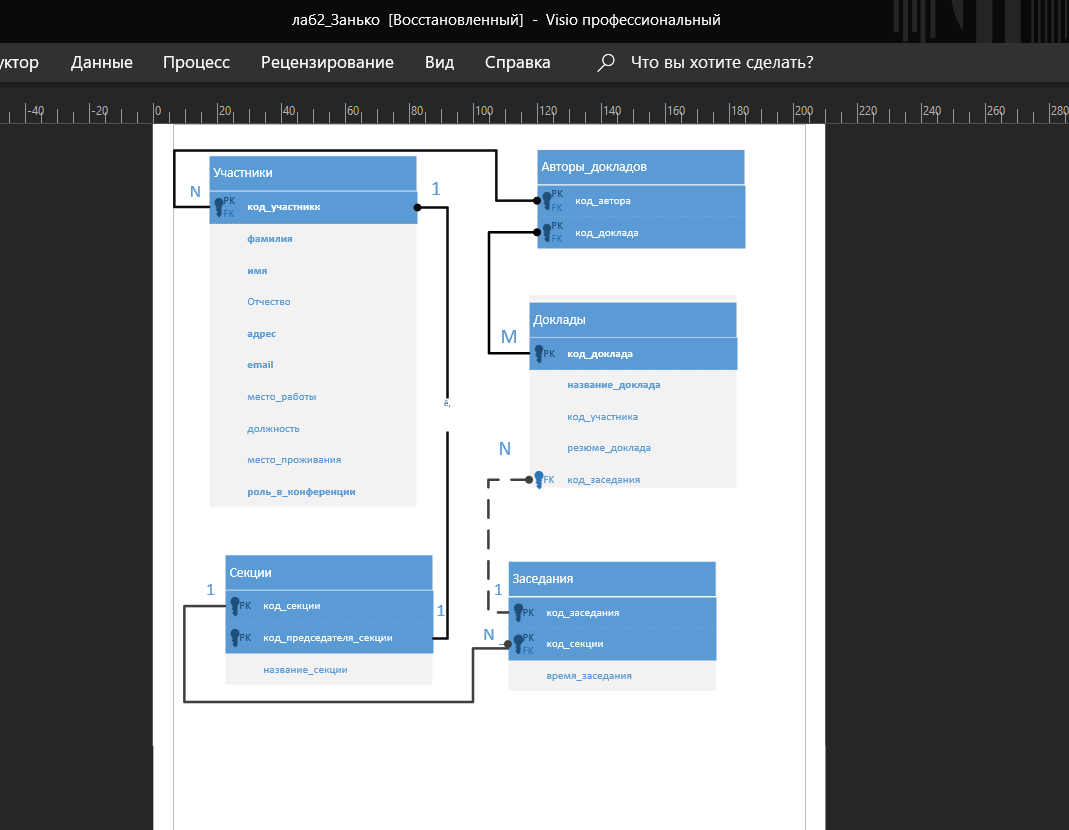 лаб2_Занько [Восстановленный] - Visio профессиональный
уктор Данные Процесс Рецензирование Вид Справка Что вы хотите сделать?
-40 -20 0 20 40 60 80 100 120 140 160 180 200 220 240 260 280
Участники
N
PK
FK
код_участникк
1
фамилия
имя
Отчество
адрес
email
место_работы
должность
место_проживания
роль_в_конференции
Авторы_докладов
PK
FK
код_автора
PK
FK
код_доклада
M
Доклады
PK код_доклада
название_доклада
код_участника
резюме_доклада
N
FK код_заседания
ё,
Секции
1
PK код_секции
PK код_председателя_секции
1
название_секции
Заседания
1
PK код_заседания
N
PK
FK
код_секции
время_заседания